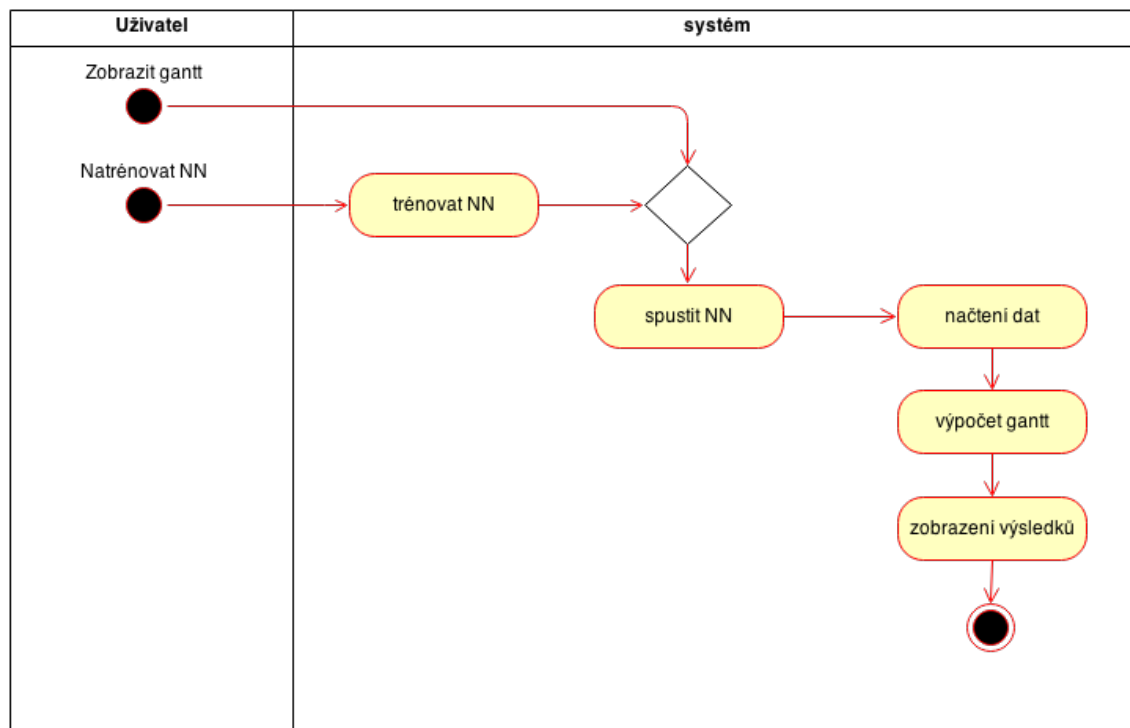 Uživatel
systém
Zobrazit gantt
Natrénovat NN
trénovat NN
spustit NN
načtení dat
výpočet gantt
zobrazení výsledků